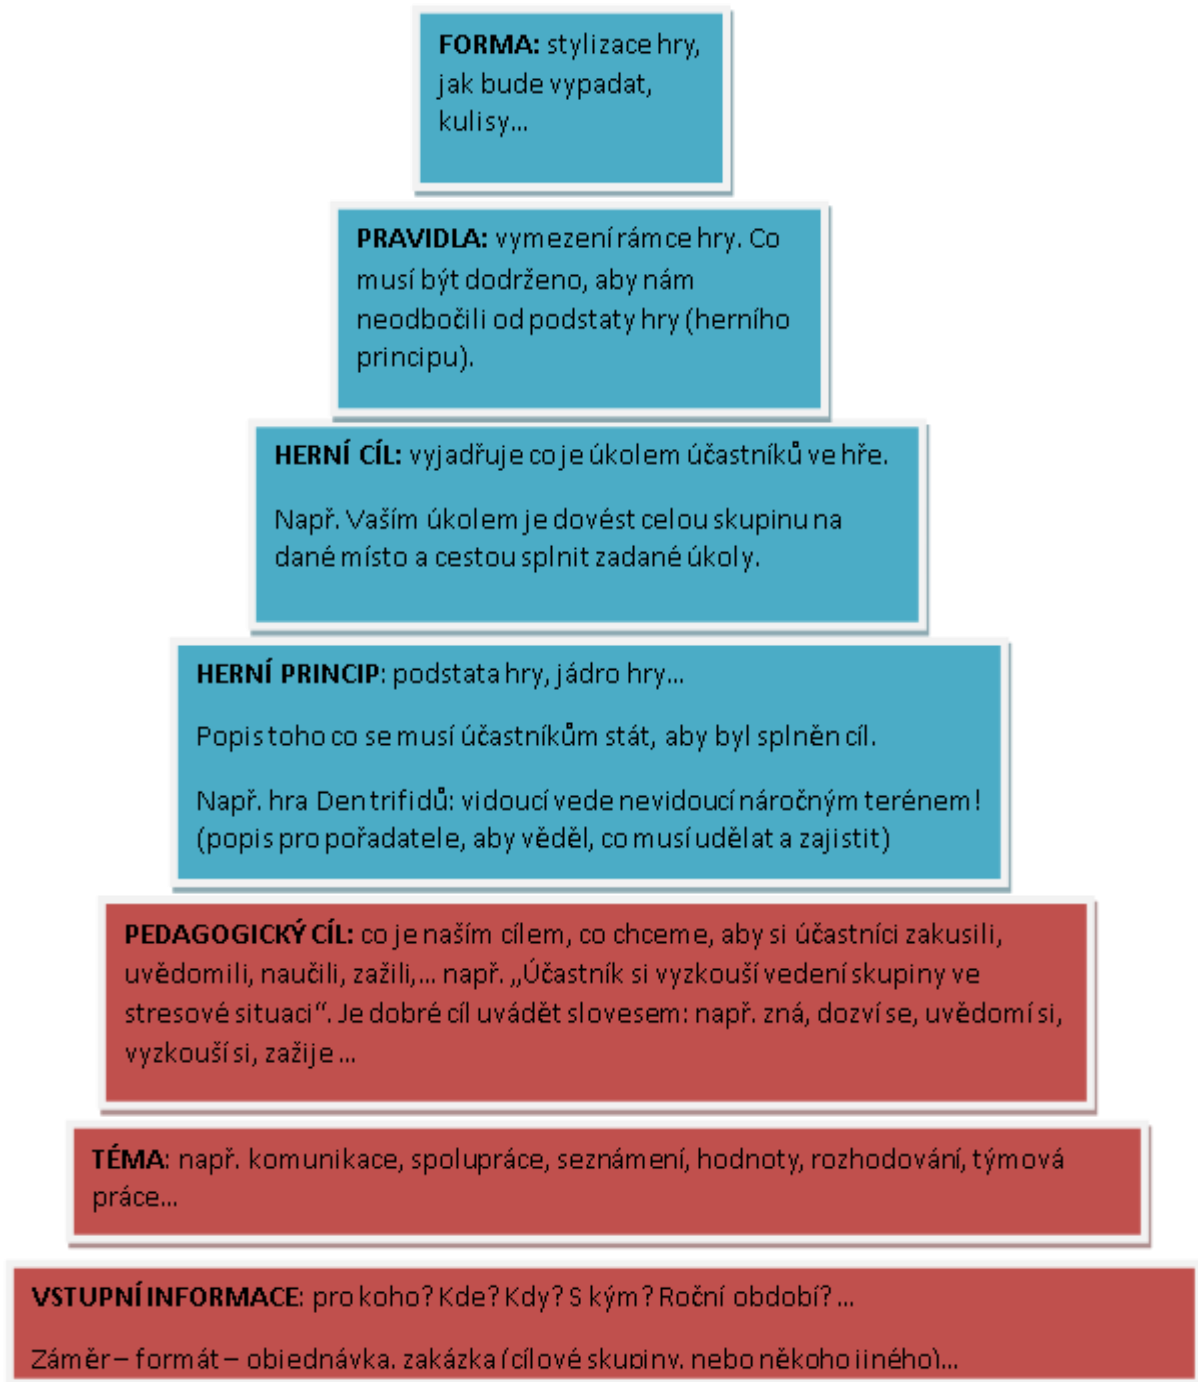 FORMA: stylizace hry,
jak bude vypadat,
kulisy...
PRAVIDLA: vymezení rámce hry. Co
musí být dodrženo, aby nám
neodbočili od podstaty hry (herního
principu).
HERNÍ CÍL: vyjadřuje co je úkolem účastníků ve hře.
Např. Vaším úkolem je dovést celou skupinu na
dané místo a cestou splnit zadané úkoly.
HERNÍ PRINCIP: podstata hry, jádro hry...
Popis toho co se musí účastníkům stát, aby byl splněn cíl.
Např. hra Den trifidů: vidoucí vede nevidoucí náročným terénem!
(popis pro pořadatele, aby věděl, co musí udělat a zajistit)
PEDAGOGICKÝ CÍL: co je naším cílem, co chceme, aby si účastníci zakusili,
uvědomili, naučili, zažili,... např. „Účastník si vyzkouší vedení skupiny ve
stresové situaci“. Je dobré cíl uvádět slovesem: např. zná, dozví se, uvědomí si,
vyzkouší si, zažije ...
TÉMA: např. komunikace, spolupráce, seznámení, hodnoty, rozhodování, týmová
práce...
VSTUPNÍ INFORMACE: pro koho? Kde? Kdy? S kým? Roční období? ...
Záměr – formát – objednávka, zakázka (cílové skupiny, nebo někoho jiného)...